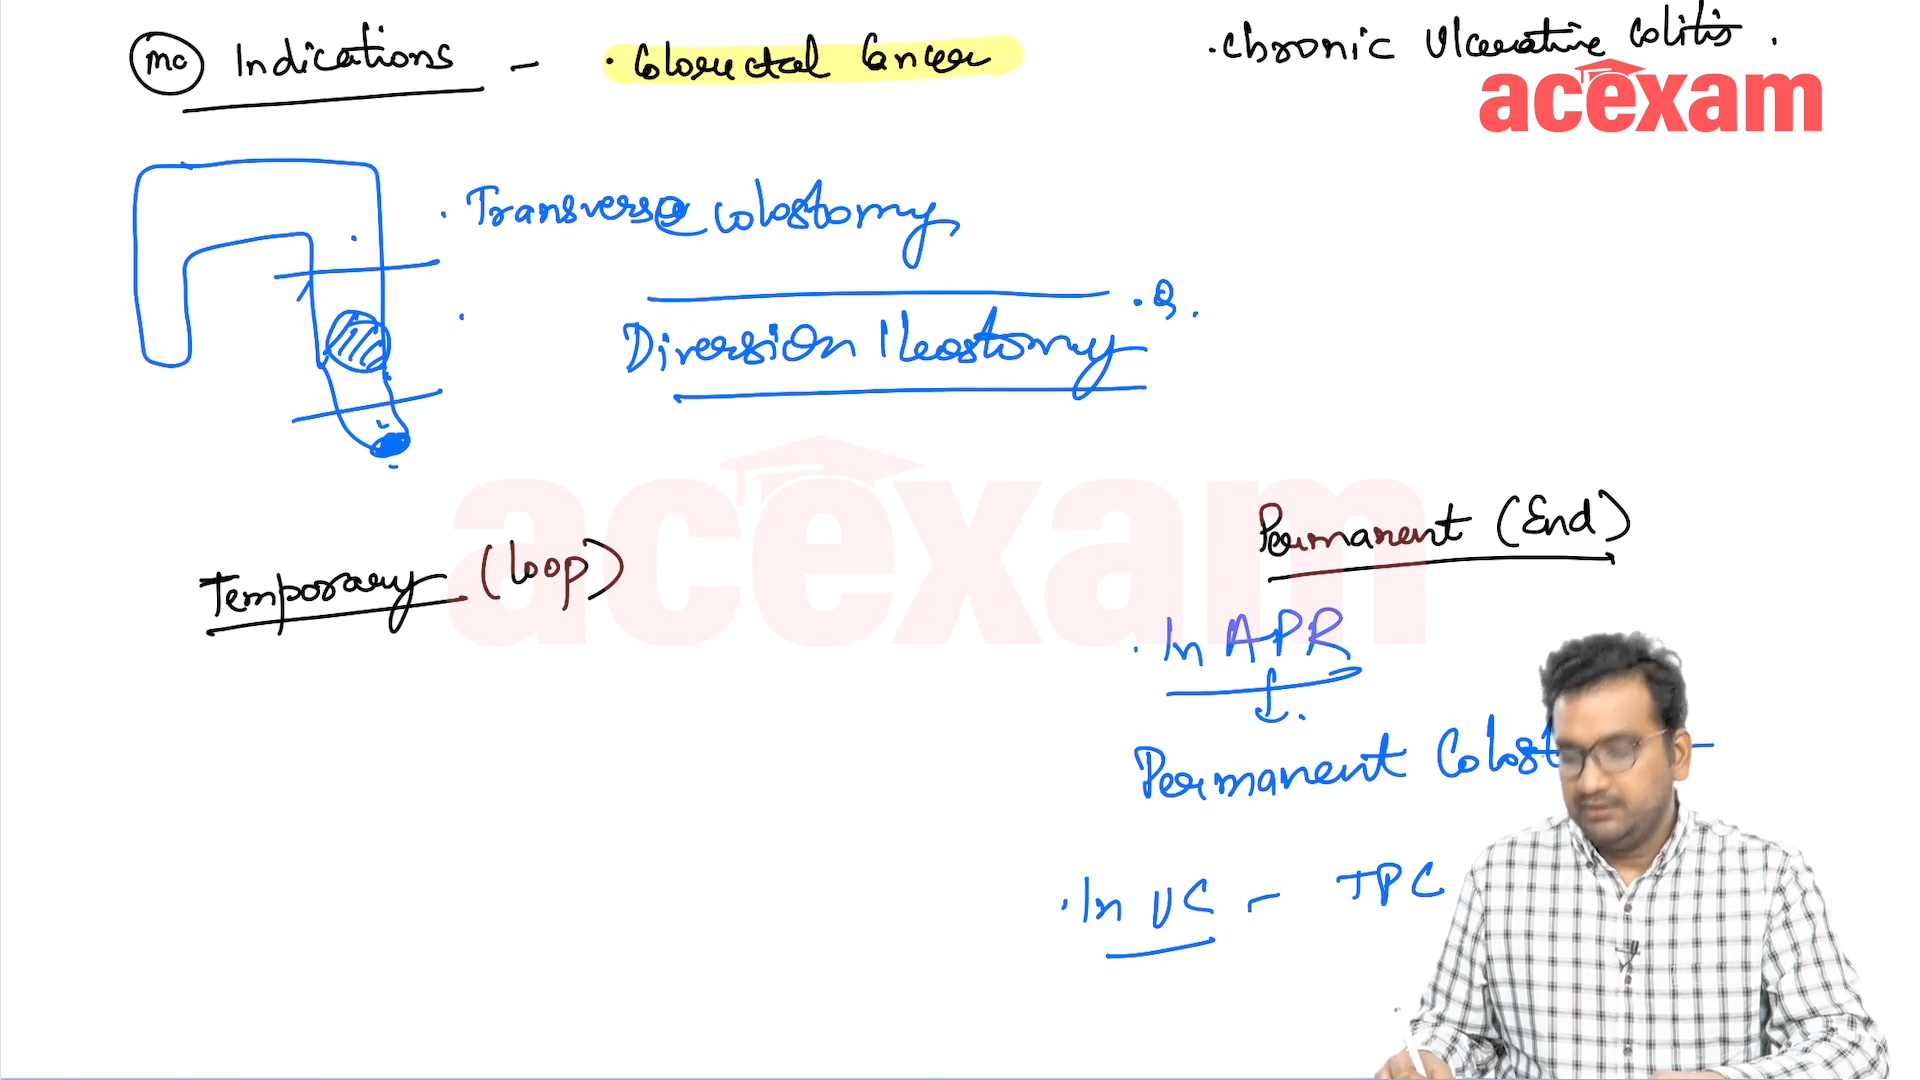 mc Indications - · Colorectal Cancer
· Chronic Ulcerative Colitis.
acexam
· Transverse colostomy
Diversion Ileostomy
acexam
Temporary (loop)
Permanent (End)
· In APR
Permanent
· In UC - TPC